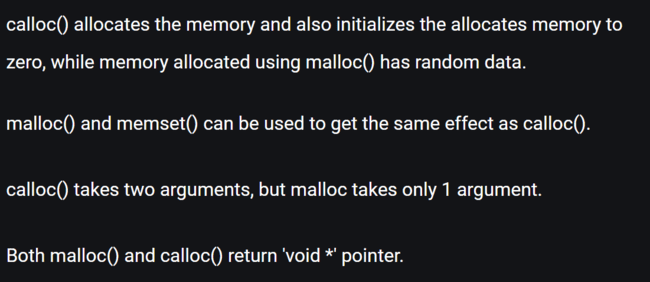 calloc() allocates the memory and also initializes the allocates memory to
zero, while memory allocated using malloc() has random data.
malloc() and memset() can be used to get the same effect as calloc().
calloc() takes two arguments, but malloc takes only 1 argument.
Both malloc() and calloc() return 'void *' pointer.